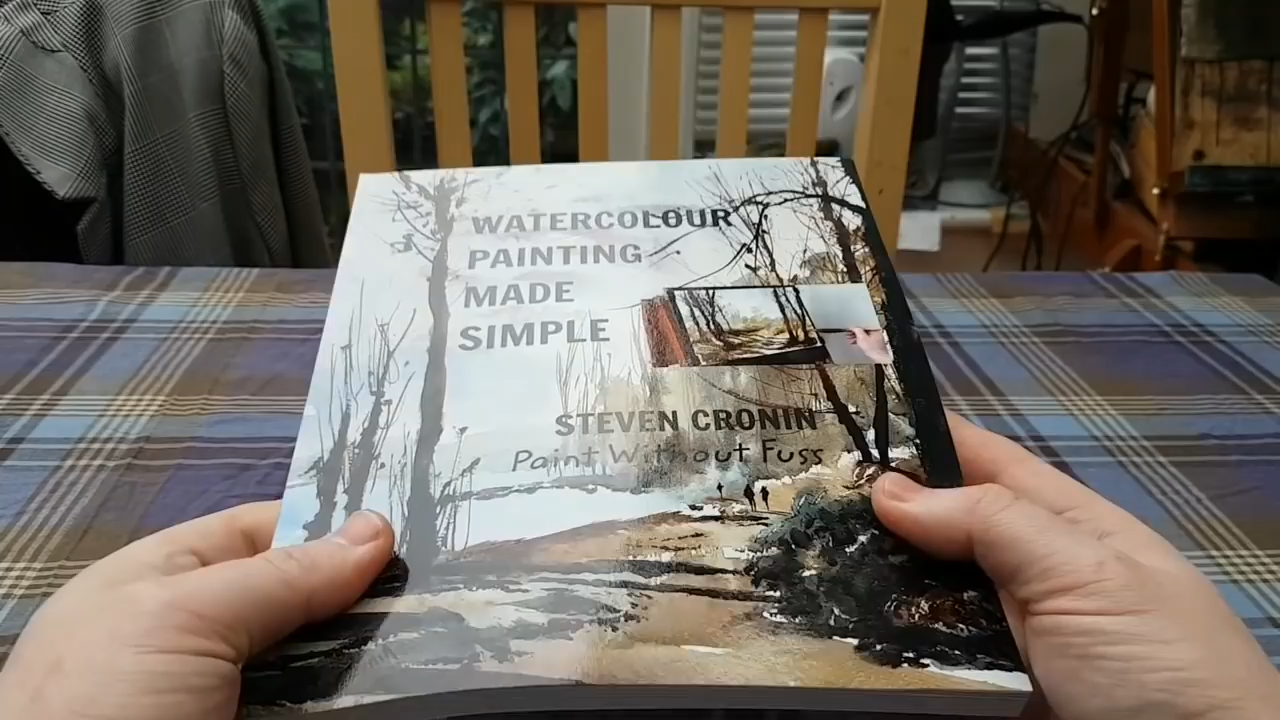 WATERCOLOUR
PAINTING
MADE
SIMPLE
STEVEN CRONIN
Paint Without Fuss